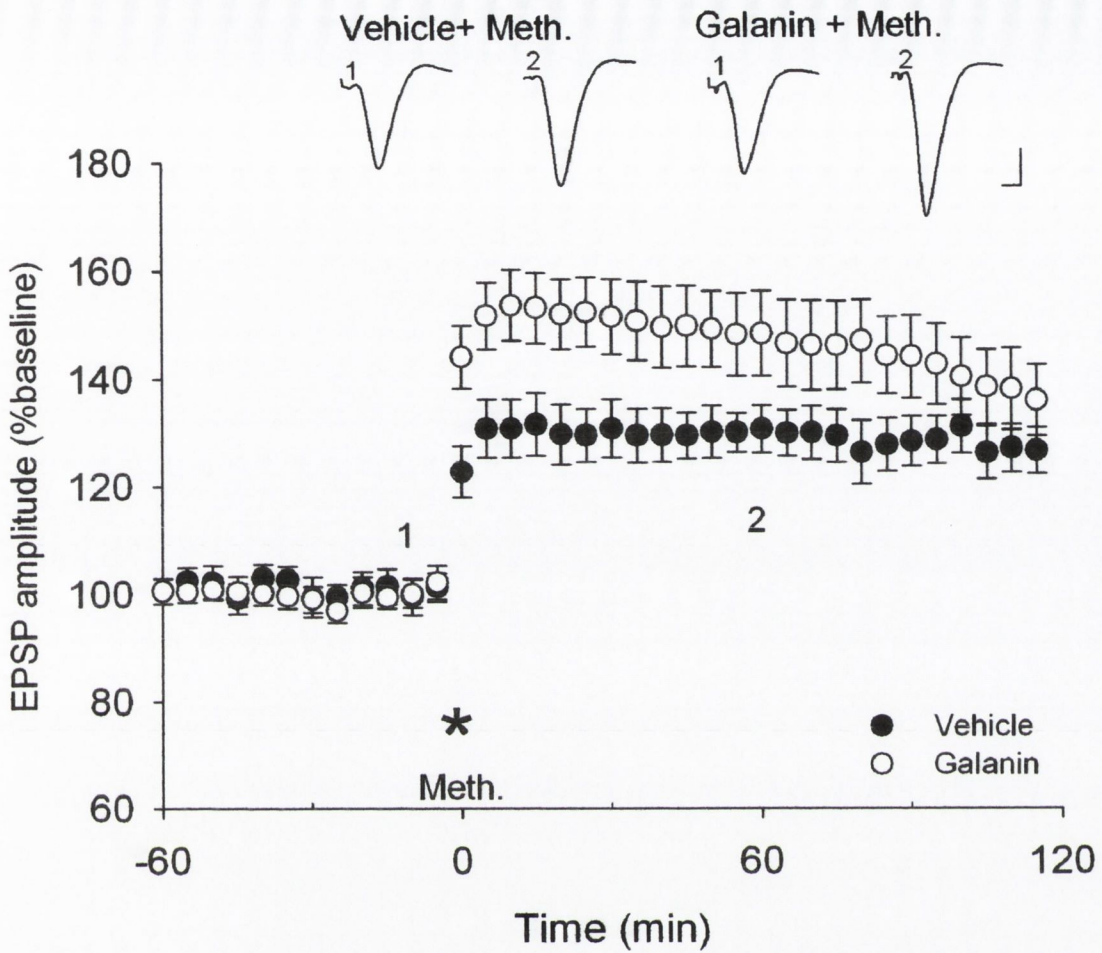 Vehicle+ Meth.
Galanin + Meth.
1
2
1
2
EPSP amplitude (%baseline)
180
160
140
120
100
80
60
1
2
*
Meth.
Vehicle
Galanin
-60
0
60
120
Time (min)